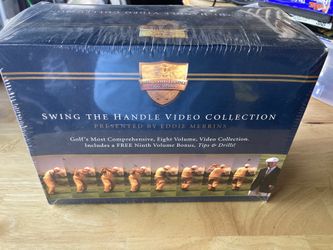 SWING THE HANDLE VIDEO COLLECTION
PRESENTED BY EDDIE MERRINS
Golf's Most Comprehensive, Eight Volume, Video Collection.
Includes a FREE Ninth Volume Bonus, Tips & Drills!